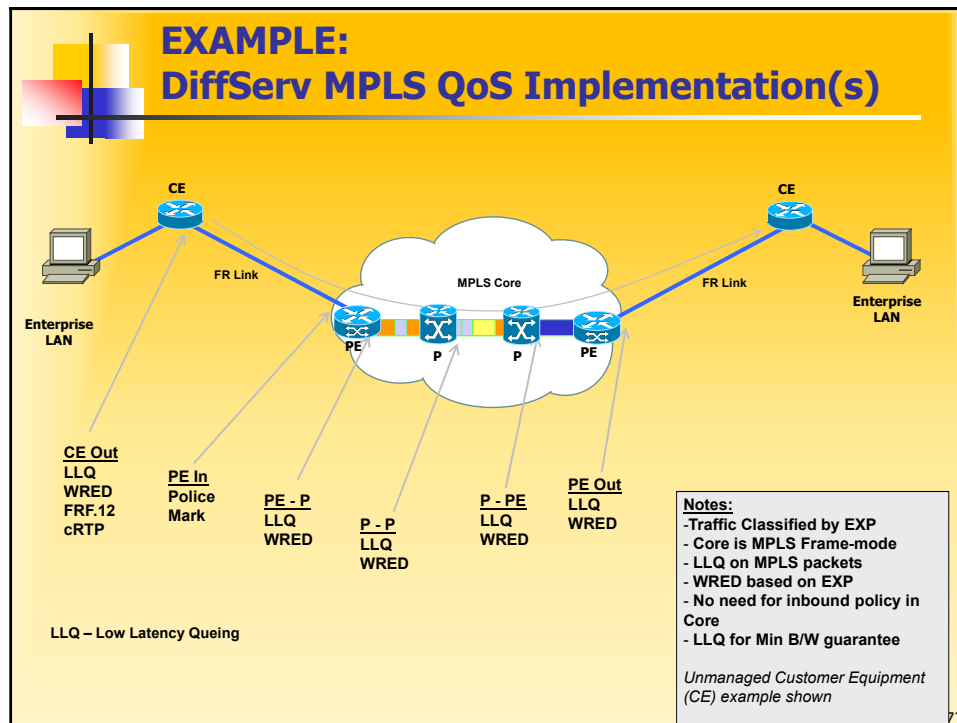 EXAMPLE:
DiffServ MPLS QoS Implementation(s)
CE
CE
FR Link
MPLS Core
FR Link
Enterprise
LAN
Enterprise
LAN
PE
P
P
PE
CE Out
LLQ
WRED
FRF.12
cRTP
PE In
Police
Mark
PE - P
LLQ
WRED
P - P
LLQ
WRED
P - PE
LLQ
WRED
PE Out
LLQ
WRED
Notes:
-Traffic Classified by EXP
- Core is MPLS Frame-mode
- LLQ on MPLS packets
- WRED based on EXP
- No need for inbound policy in
Core
- LLQ for Min B/W guarantee
Unmanaged Customer Equipment
(CE) example shown
LLQ – Low Latency Queing